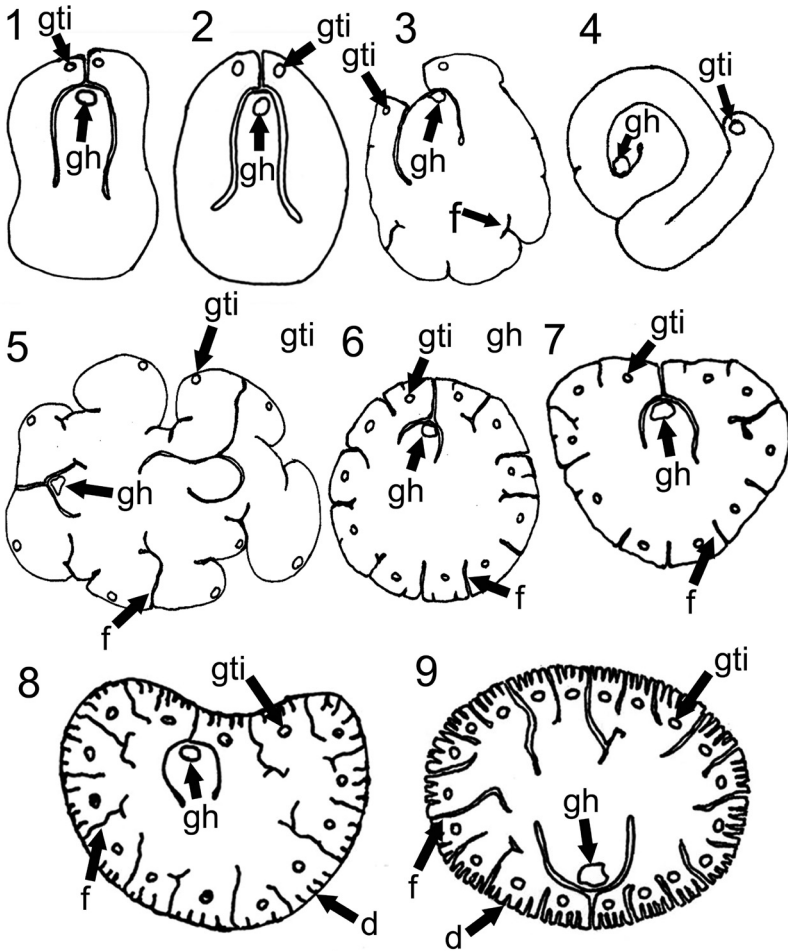 1 gti gh
2 gti gh
3 gti gh f
4 gti gh
5 gti gti gh f
6 gti gh gh f
7 gti gh f
8 gti gh f d
9 gti gh f d